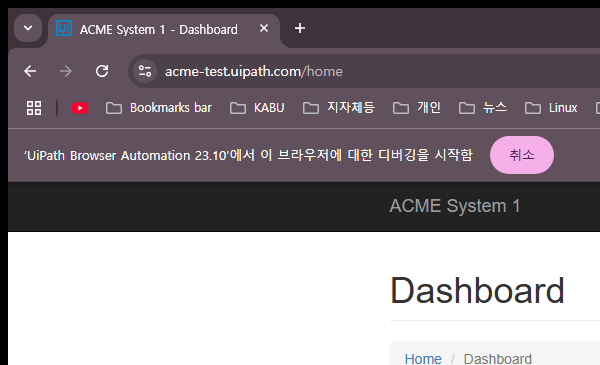 ACME System 1 - Dashboard
acme-test.uipath.com/home
Bookmarks bar KABU 지자체등 개인 뉴스 Linux
'UiPath Browser Automation 23.10'에서 이 브라우저에 대한 디버깅을 시작함 취소
ACME System 1
Dashboard
Home / Dashboard